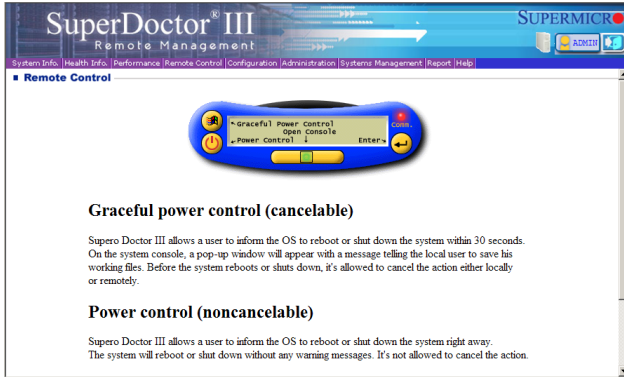 SuperDoctor® III
Remote Management
SUPERMICR
ADMIN
System Info. |Health Info. |Performance |Remote Control |Configuration |Administration |Systems Management |Report |Help|
Remote Control
Graceful Power Control
Open Console
Power Control ↓ Enter
Comm.
Graceful power control (cancelable)
Supero Doctor III allows a user to inform the OS to reboot or shut down the system within 30 seconds.
On the system console, a pop-up window will appear with a message telling the local user to save his
working files. Before the system reboots or shuts down, it's allowed to cancel the action either locally
or remotely.
Power control (noncancelable)
Supero Doctor III allows a user to inform the OS to reboot or shut down the system right away.
The system will reboot or shut down without any warning messages. It's not allowed to cancel the action.